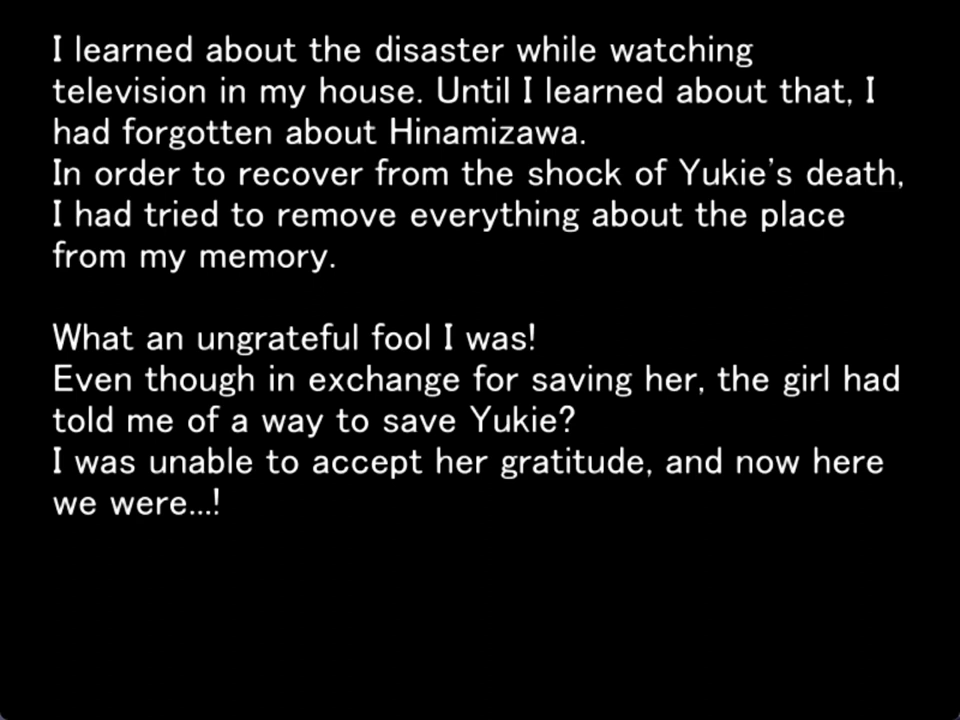 I learned about the disaster while watching
television in my house. Until I learned about that, I
had forgotten about Hinamizawa.
In order to recover from the shock of Yukie's death,
I had tried to remove everything about the place
from my memory.
What an ungrateful fool I was!
Even though in exchange for saving her, the girl had
told me of a way to save Yukie?
I was unable to accept her gratitude, and now here
we were...!